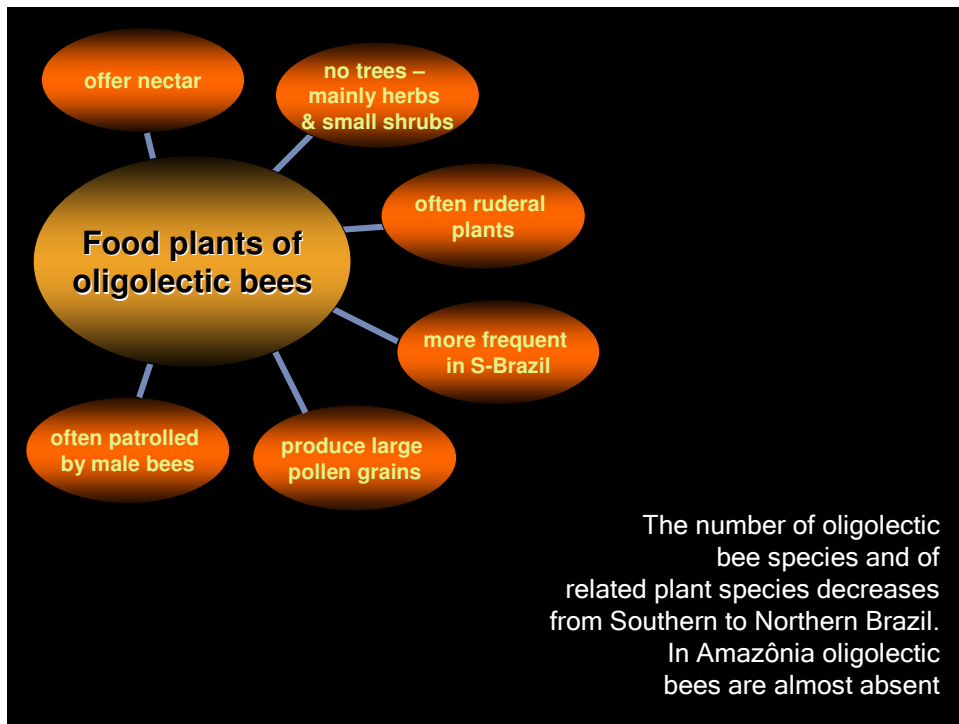 offer nectar
no trees –
mainly herbs
& small shrubs
often ruderal
plants
Food plants of
oligolectic bees
more frequent
in S-Brazil
often patrolled
by male bees
produce large
pollen grains
The number of oligolectic
bee species and of
related plant species decreases
from Southern to Northern Brazil.
In Amazônia oligolectic
bees are almost absent